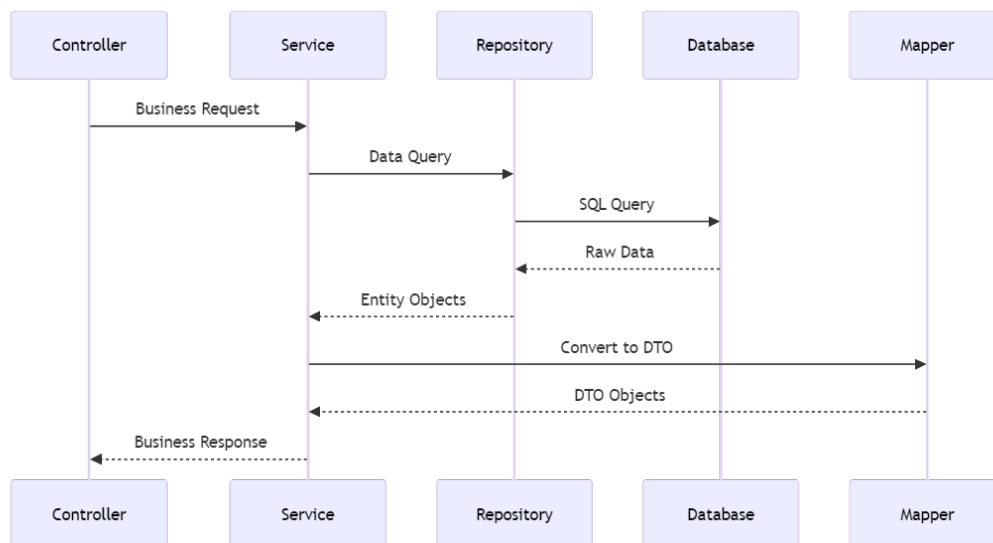 Controller Service Repository Database Mapper
Business Request
Data Query
SQL Query
Raw Data
Entity Objects
Convert to DTO
DTO Objects
Business Response
Controller Service Repository Database Mapper